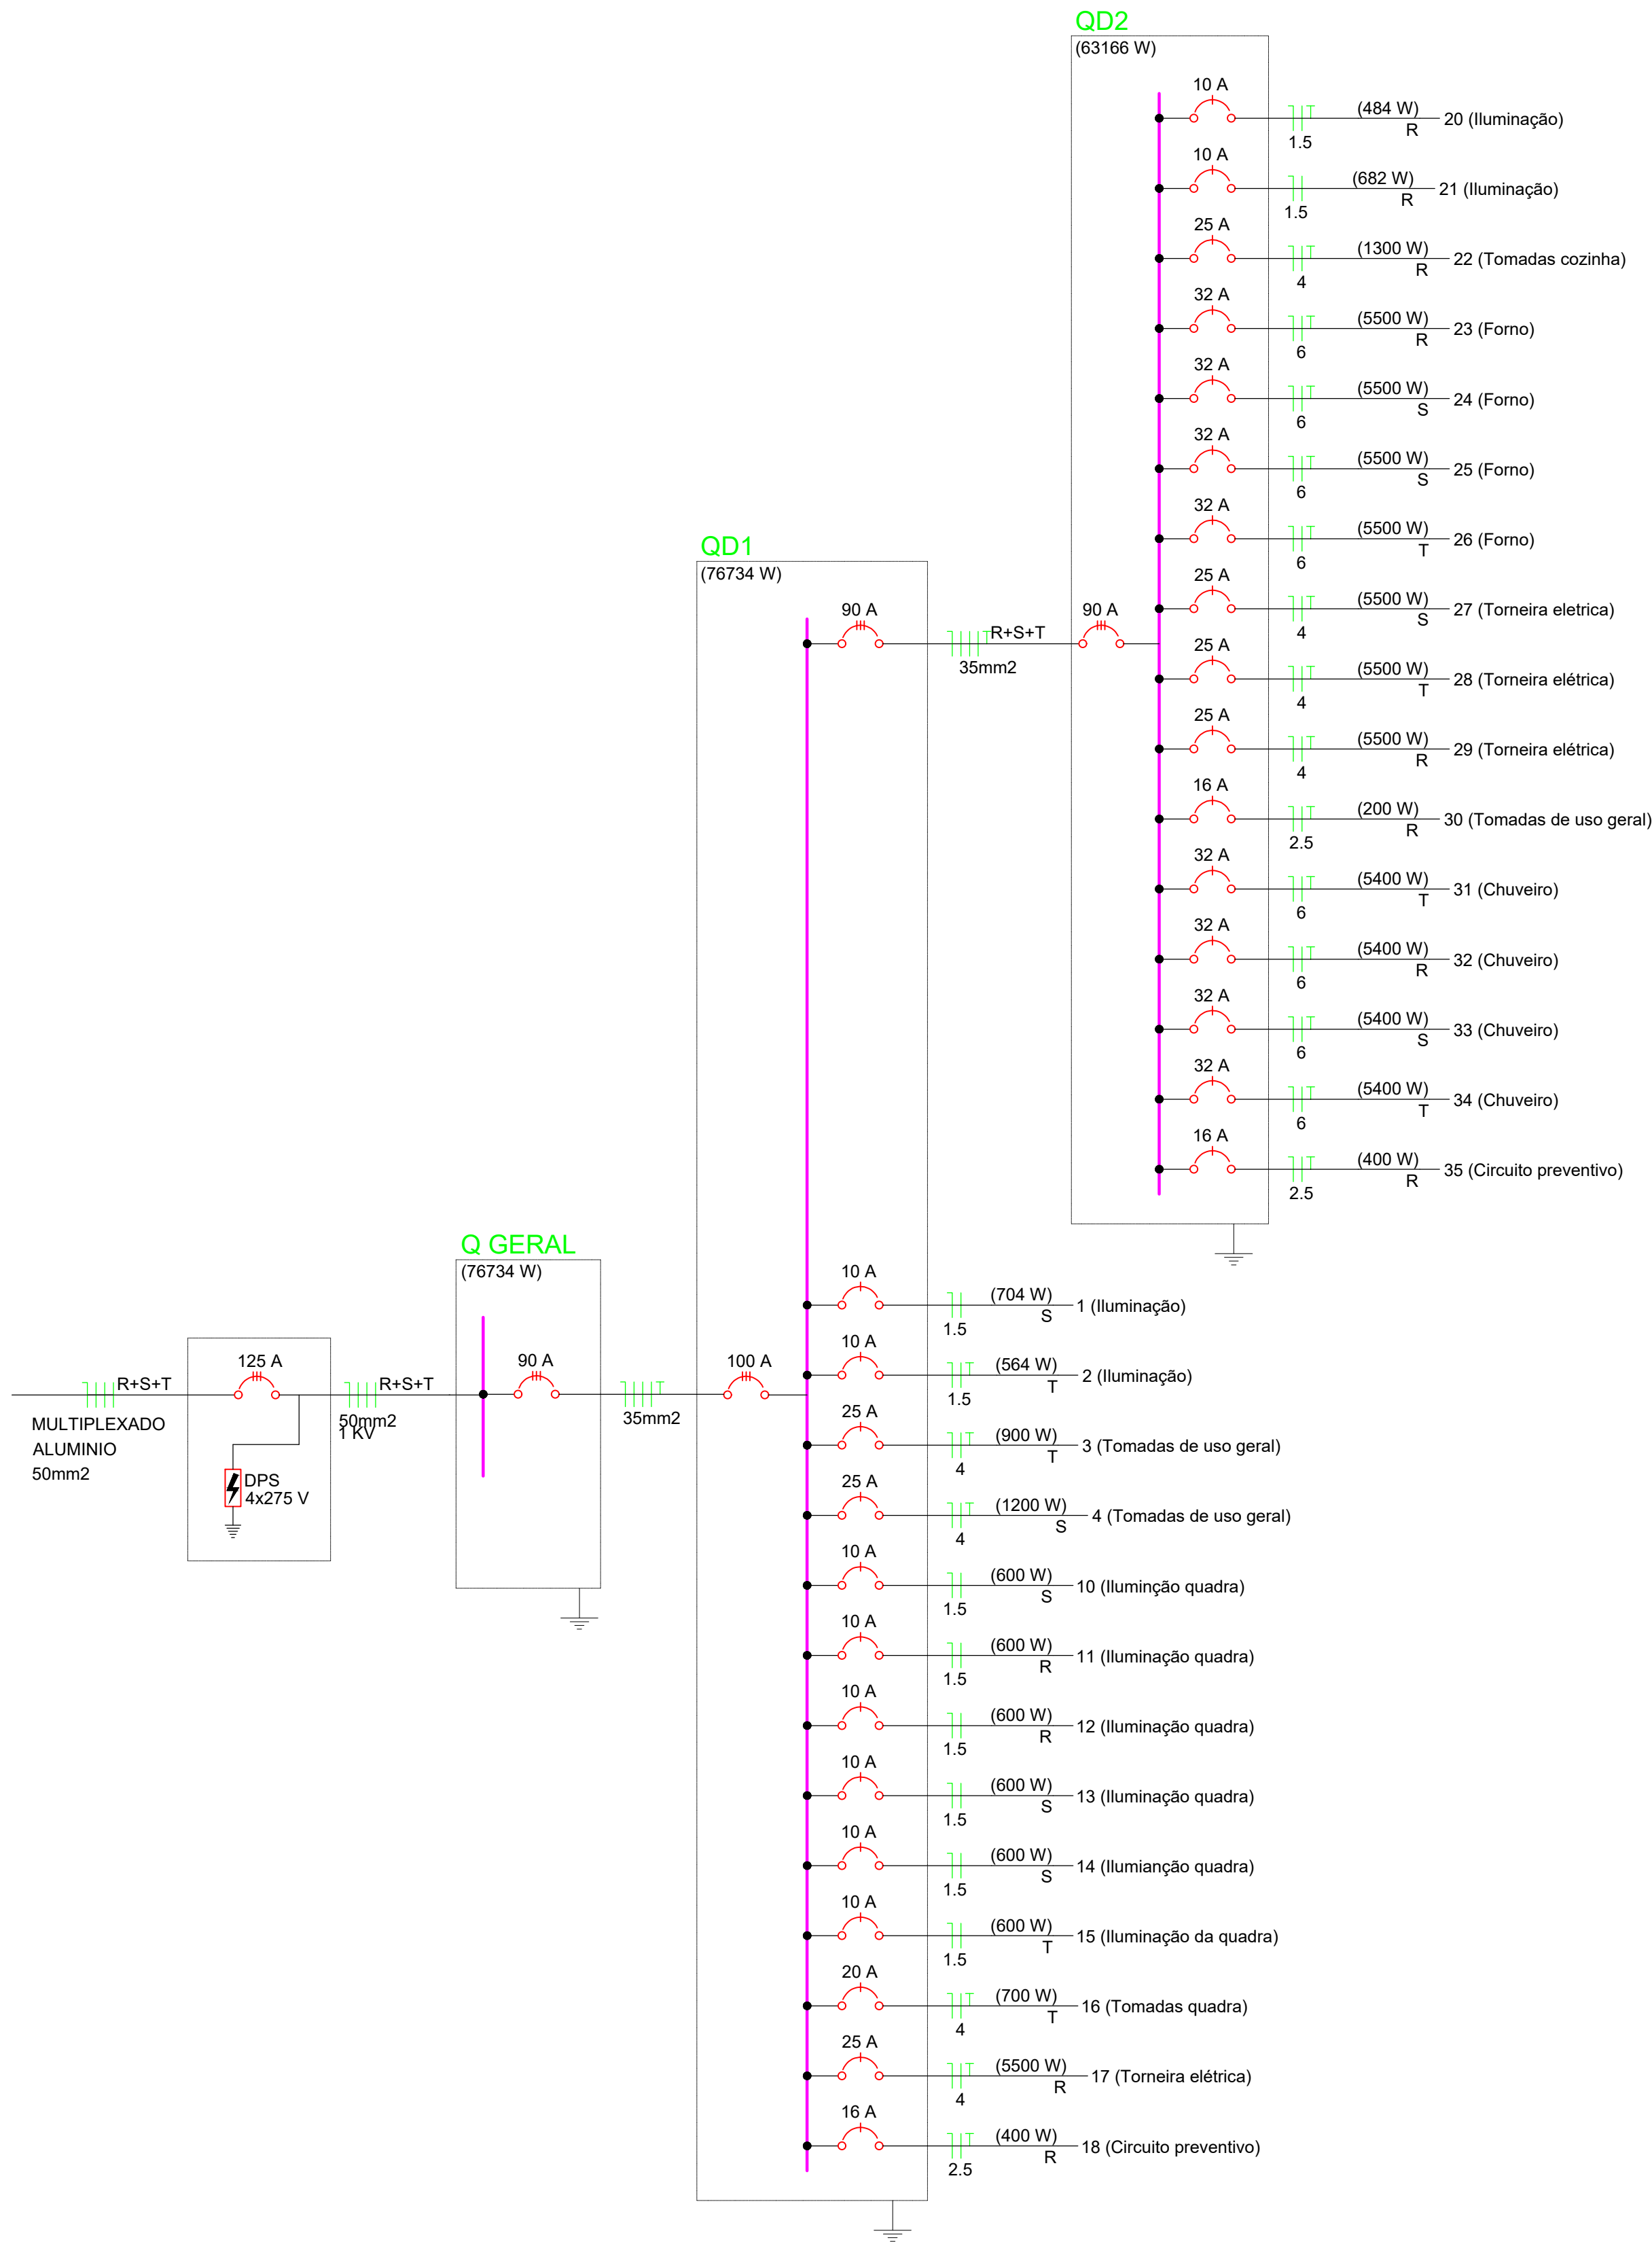 QD2
(63166 W)
10 A
(484 W)
20 (Iluminação)
R
1.5
10 A
(682 W)
21 (Iluminação)
R
1.5
25 A
(1300 W)
22 (Tomadas cozinha)
R
4
32 A
(5500 W)
23 (Forno)
R
6
32 A
(5500 W)
24 (Forno)
S
6
32 A
(5500 W)
25 (Forno)
S
6
32 A
(5500 W)
26 (Forno)
T
6
25 A
(5500 W)
27 (Torneira eletrica)
S
4
25 A
(5500 W)
28 (Torneira elétrica)
T
4
25 A
(5500 W)
29 (Torneira elétrica)
R
4
16 A
(200 W)
30 (Tomadas de uso geral)
R
2.5
32 A
(5400 W)
31 (Chuveiro)
T
6
32 A
(5400 W)
32 (Chuveiro)
R
6
32 A
(5400 W)
33 (Chuveiro)
S
6
32 A
(5400 W)
34 (Chuveiro)
T
6
16 A
(400 W)
35 (Circuito preventivo)
R
2.5
QD1
(76734 W)
90 A
R+S+T
35mm2
90 A
10 A
(704 W)
1 (Iluminação)
S
1.5
10 A
(564 W)
2 (Iluminação)
T
1.5
25 A
(900 W)
3 (Tomadas de uso geral)
T
4
25 A
(1200 W)
4 (Tomadas de uso geral)
S
4
10 A
(600 W)
10 (Iluminção quadra)
S
1.5
10 A
(600 W)
11 (Iluminação quadra)
R
1.5
10 A
(600 W)
12 (Iluminação quadra)
R
1.5
10 A
(600 W)
13 (Iluminação quadra)
S
1.5
10 A
(600 W)
14 (Ilumianção quadra)
S
1.5
10 A
(600 W)
15 (Iluminação da quadra)
T
1.5
20 A
(700 W)
16 (Tomadas quadra)
T
4
25 A
(5500 W)
17 (Torneira elétrica)
R
4
16 A
(400 W)
18 (Circuito preventivo)
R
2.5
Q GERAL
(76734 W)
90 A
35mm2
100 A
125 A
R+S+T
R+S+T
MULTIPLEXADO
ALUMINIO
50mm2
50mm2
1 KV
DPS
4x275 V